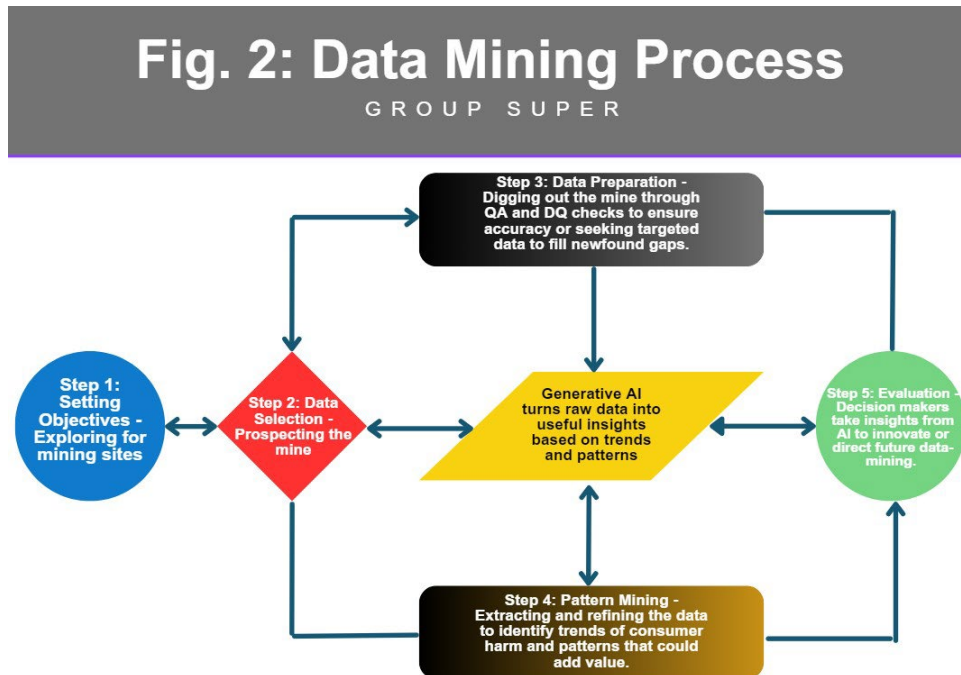 Fig. 2: Data Mining Process
GROUP SUPER
Step 3: Data Preparation -
Digging out the mine through
QA and DQ checks to ensure
accuracy or seeking targeted
data to fill newfound gaps.
Step 1:
Setting
Objectives -
Exploring for
mining sites
Step 2: Data
Selection -
Prospecting the
mine
Generative AI
turns raw data into
useful insights
based on trends
and patterns
Step 5: Evaluation -
Decision makers
take insights from
AI to innovate or
direct future data-
mining.
Step 4: Pattern Mining -
Extracting and refining the data
to identify trends of consumer
harm and patterns that could
add value.